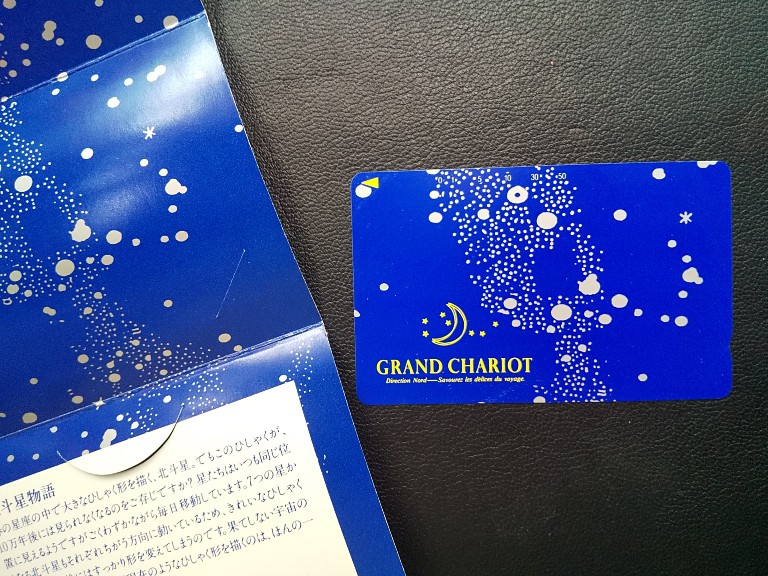 0 5 10 30 50
GRAND CHARIOT
Direction Nord—Savourez les délices du voyage.
斗星物語
の星座の中で大きなひしゃく形を描く、北斗星。でもこのひしゃくが、
10万年後には見られなくなるのをご存じですか?星たちはいつも同じ位
置に見えるようですがごくわずかながら毎日移動しています。7つの星か
なる北斗星もそれぞれちがう方向に動いているため、きれいなひしゃく
にはすっかり形を変えてしまうのです。果てしない宇宙の
現在のようなひしゃく形を描くのは、ほんの一